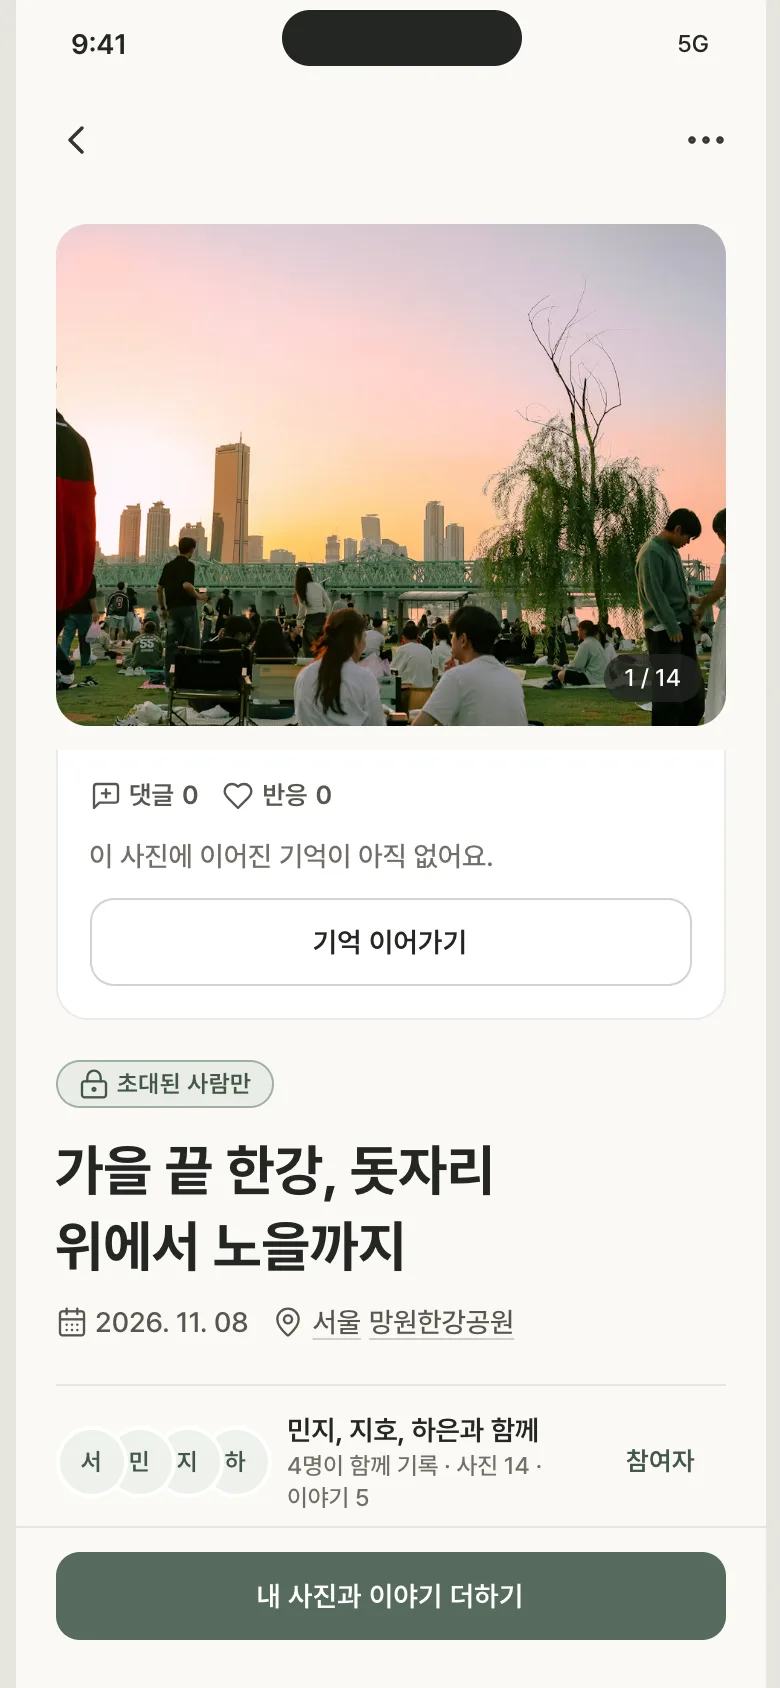 9:41
5G
55
1 / 14
댓글 0 반응 0
이 사진에 이어진 기억이 아직 없어요.
기억 이어가기
초대된 사람만
가을 끝 한강, 돗자리
위에서 노을까지
2026. 11. 08 서울 망원한강공원
서 민 지 하
민지, 지호, 하은과 함께
4명이 함께 기록 · 사진 14 ·
이야기 5
참여자
내 사진과 이야기 더하기